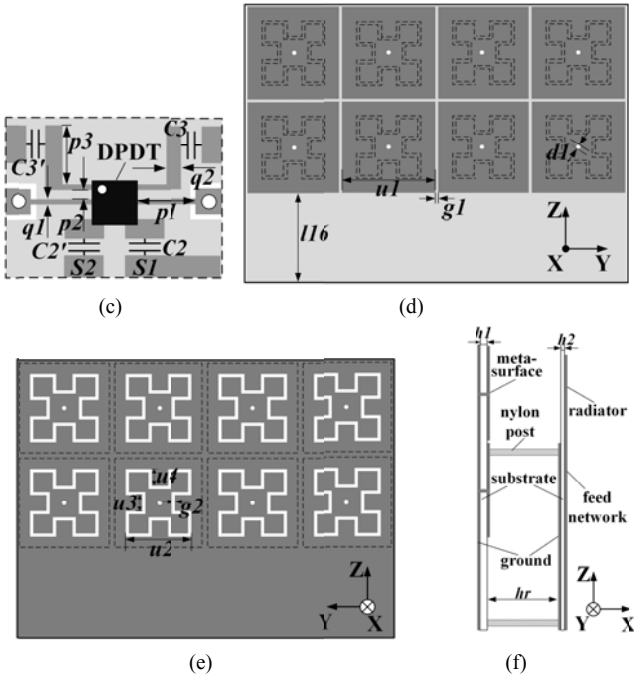 C3
p3
C3'
DPDT
q2
q1
p2
p1
C2'
C2
S2
S1
(c)
d1
u1
g1
l16
Z
X
Y
(d)
u4
u3
g2
u2
Z
Y
X
(e)
h1
h2
meta-
surface
radiator
nylon
post
substrate
feed
network
ground
hr
Z
Y
X
(f)